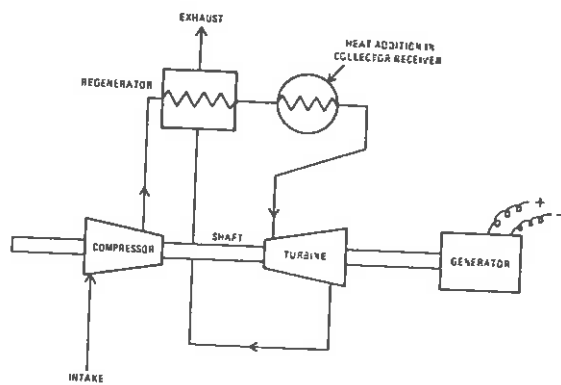 EXHAUST
HEAT ADDITION IN
COLLECTOR RECEIVER
REGENERATOR
SHAFT
COMPRESSOR
TURBINE
GENERATOR
+
-
INTAKE